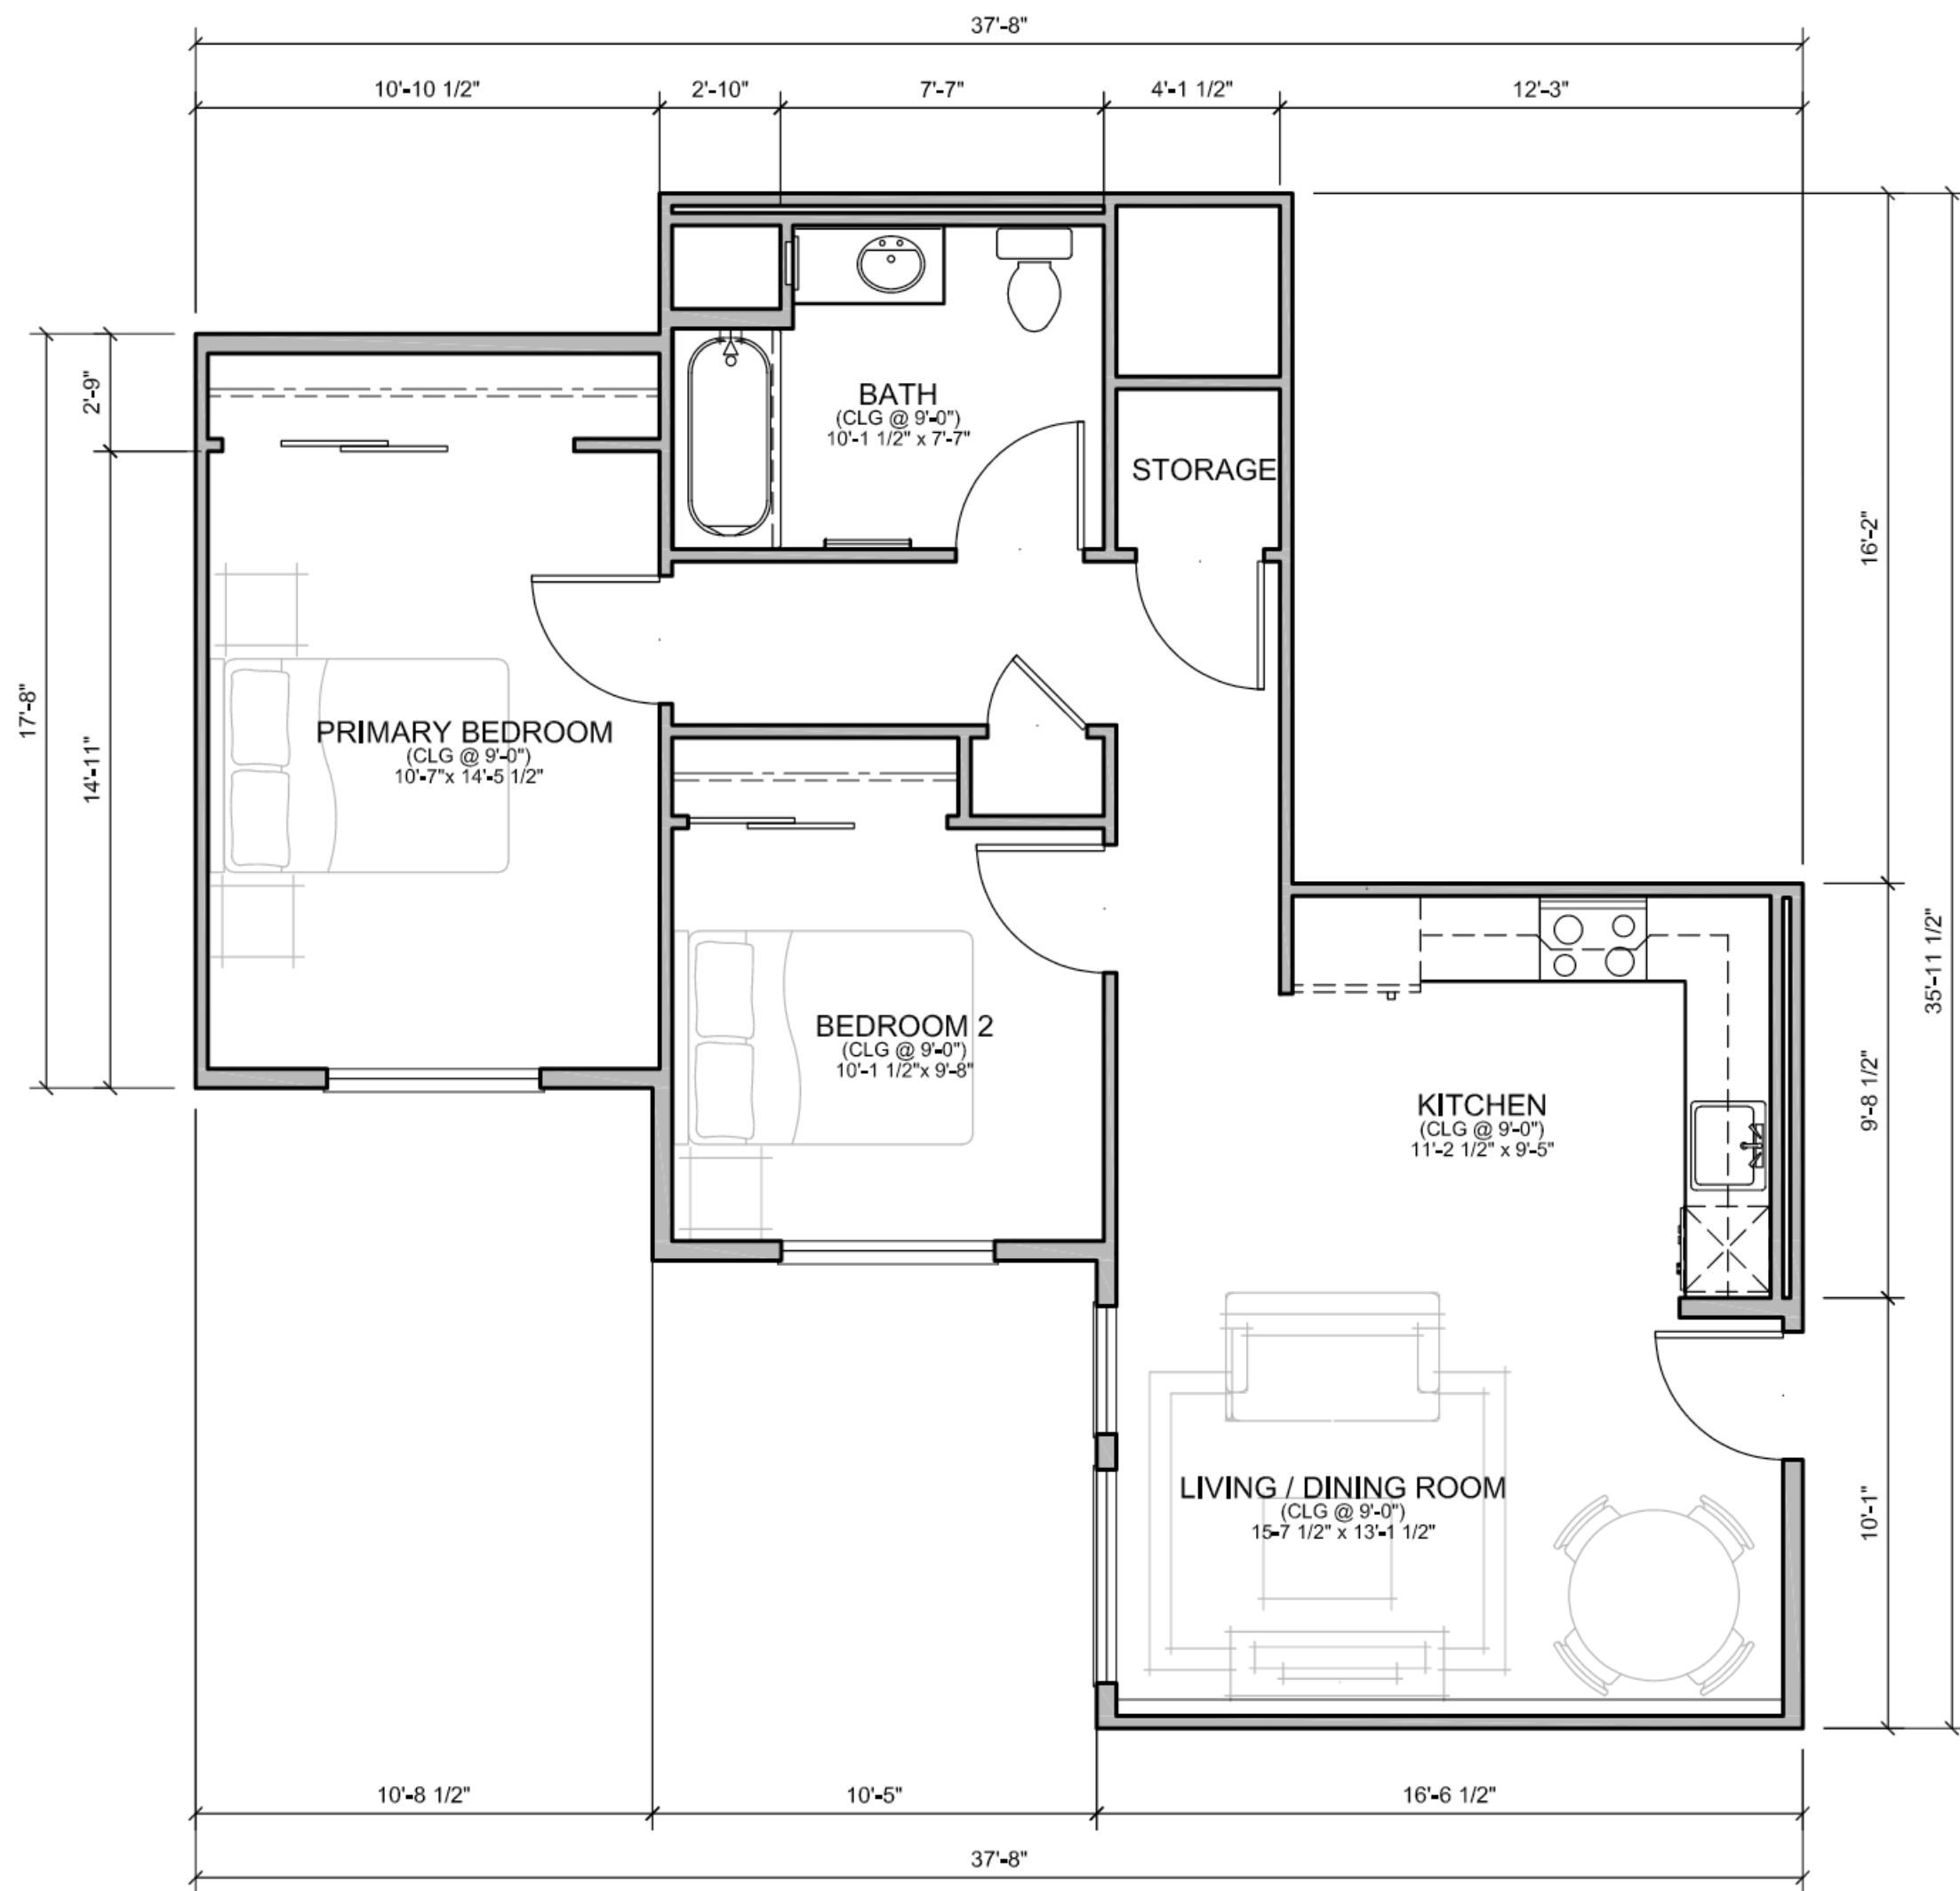 37'-8"
10'-10 1/2"
2'-10"
7'-7"
4'-1 1/2"
12'-3"
2'-9"
17'-8"
14'-11"
BATH
(CLG @ 9'-0")
10'-1 1/2" x 7'-7"
STORAGE
16'-2"
PRIMARY BEDROOM
(CLG @ 9'-0")
10'-7"x 14'-5 1/2"
35'-11 1/2"
BEDROOM 2
(CLG @ 9'-0")
10'-1 1/2"x 9'-8"
KITCHEN
(CLG @ 9'-0")
11'-2 1/2" x 9'-5"
9'-8 1/2"
LIVING / DINING ROOM
(CLG @ 9'-0")
15-7 1/2" x 13'-1 1/2"
10'-1"
10'-8 1/2"
10'-5"
16'-6 1/2"
37'-8"